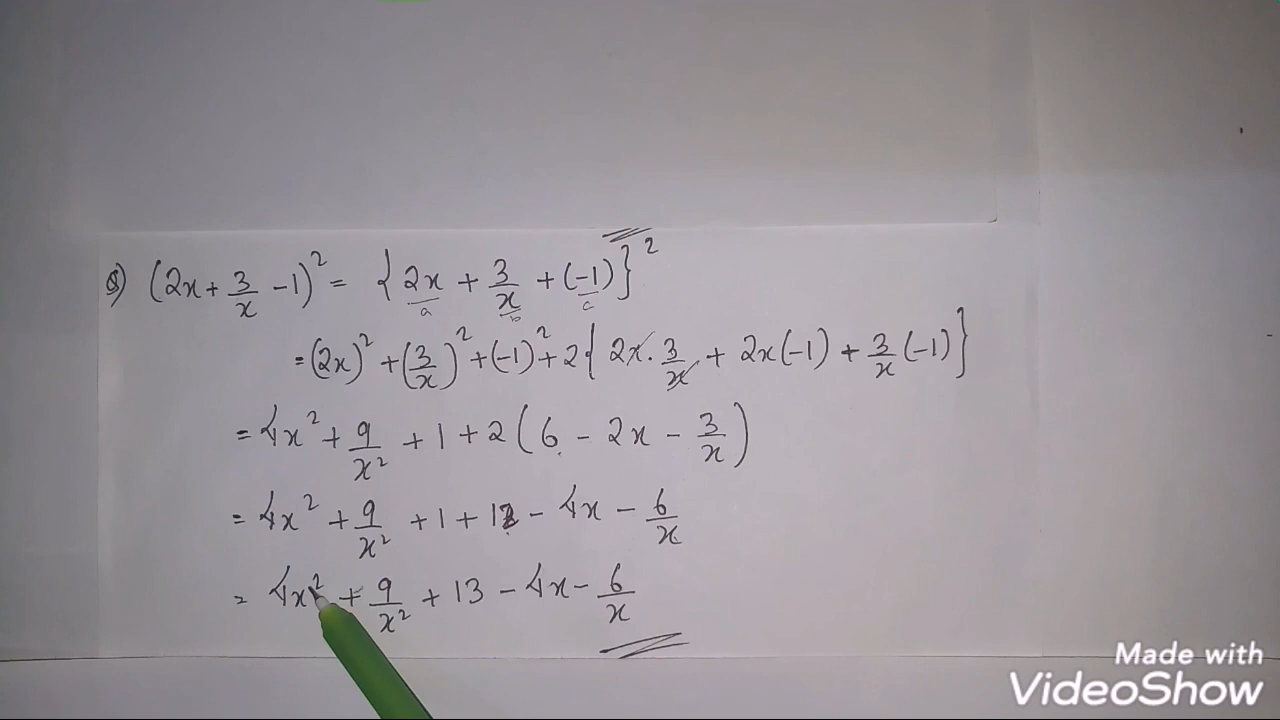 Q) (2x + 3/x - 1)² = {2x + 3/x + (-1)}²
a b c
= (2x)² + (3/x)² + (-1)² + 2{2x · 3/x + 2x(-1) + 3/x (-1)}
= 4x² + 9/x² + 1 + 2(6 - 2x - 3/x)
= 4x² + 9/x² + 1 + 12 - 4x - 6/x
= 4x² + 9/x² + 13 - 4x - 6/x
Made with
VideoShow